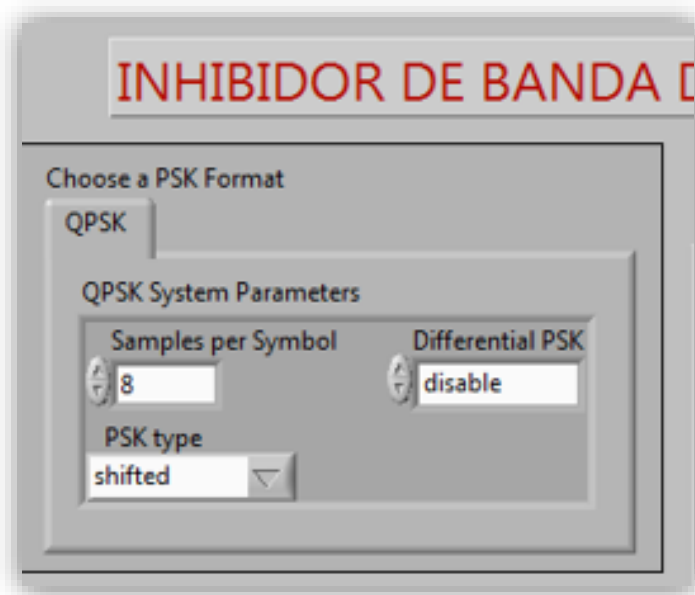 INHIBIDOR DE BANDA
Choose a PSK Format
QPSK
QPSK System Parameters
Samples per Symbol
Differential PSK
8
disable
PSK type
shifted